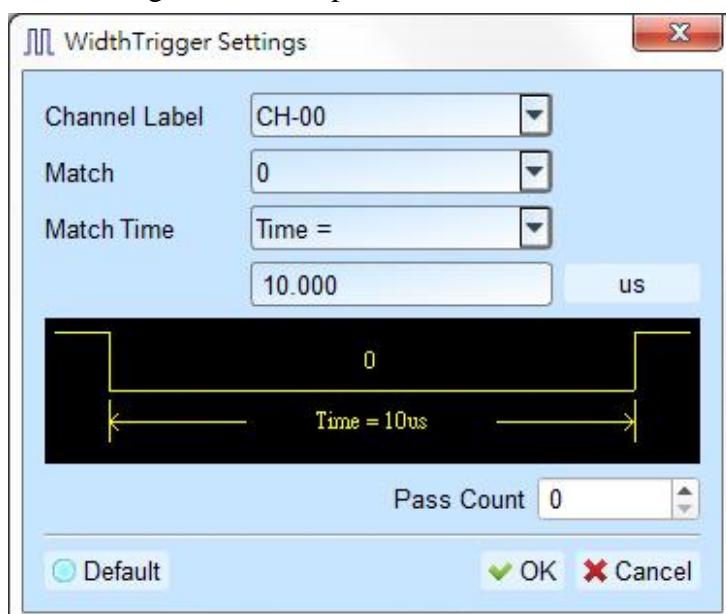 WidthTrigger Settings
Channel Label CH-00
Match 0
Match Time Time =
10.000 us
0
Time = 10us
Pass Count 0
Default OK Cancel